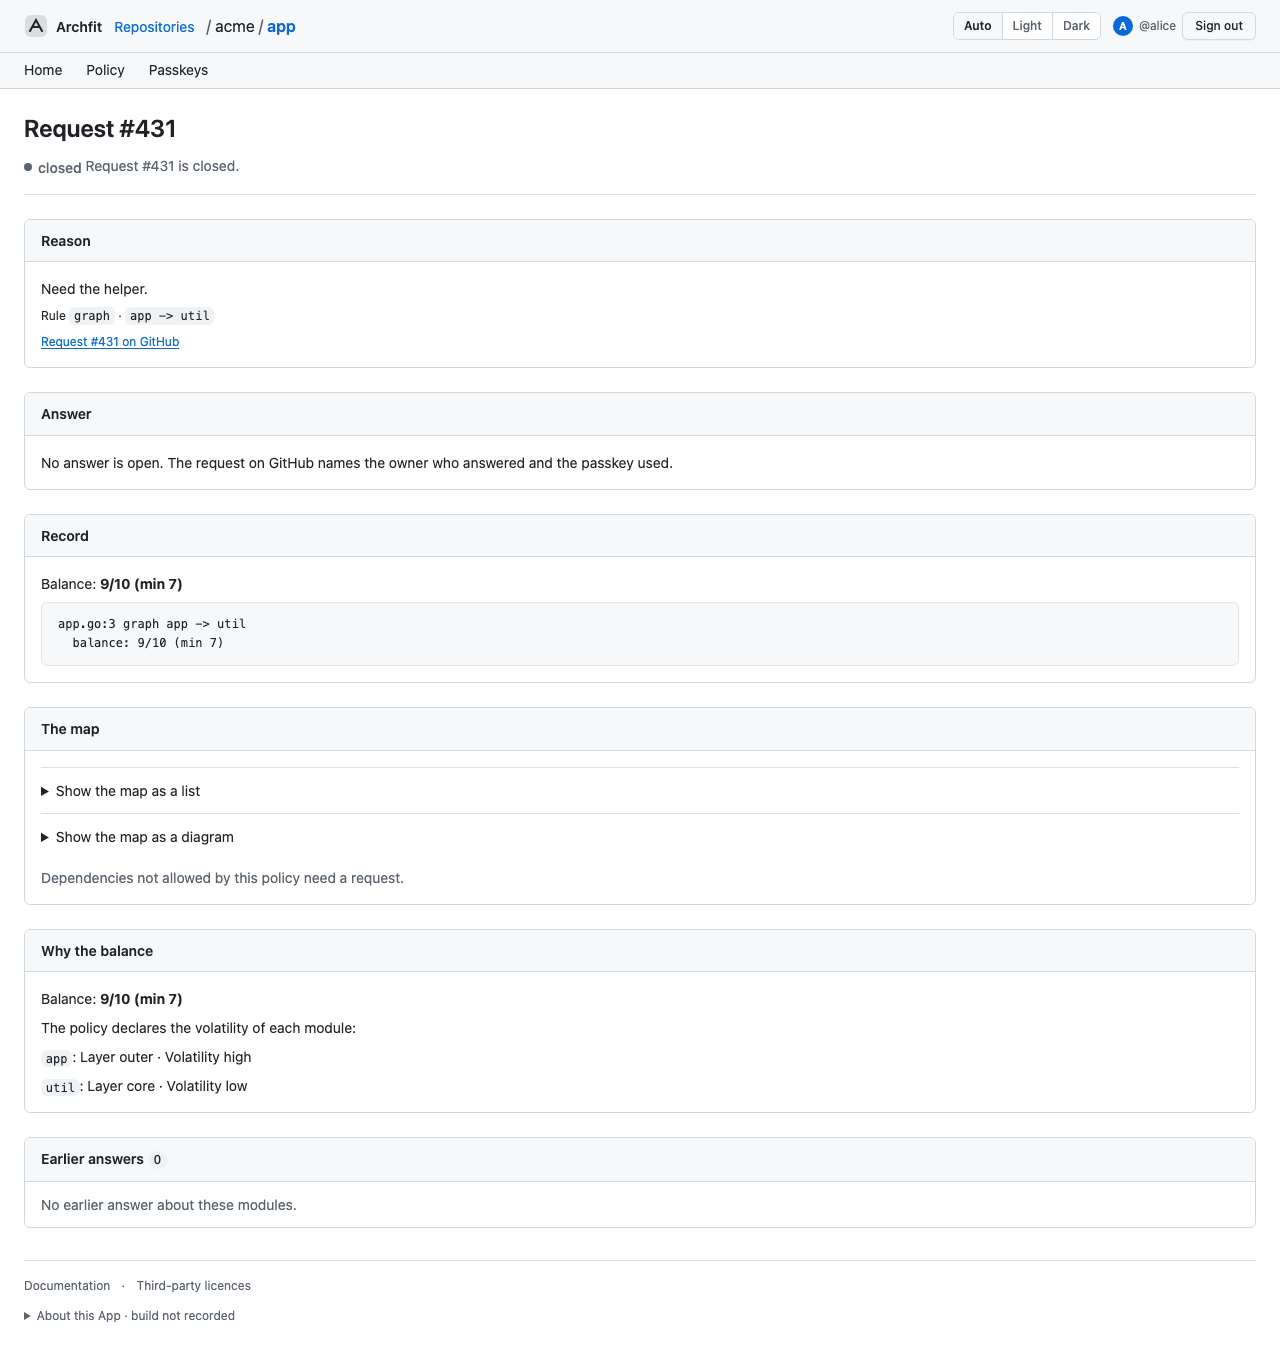 Archfit Repositories / acme / app
Auto Light Dark A @alice Sign out
Home Policy Passkeys
Request #431
closed Request #431 is closed.
Reason
Need the helper.
Rule graph · app -> util
Request #431 on GitHub
Answer
No answer is open. The request on GitHub names the owner who answered and the passkey used.
Record
Balance: 9/10 (min 7)
app.go:3 graph app -> util
balance: 9/10 (min 7)
The map
Show the map as a list
Show the map as a diagram
Dependencies not allowed by this policy need a request.
Why the balance
Balance: 9/10 (min 7)
The policy declares the volatility of each module:
app: Layer outer · Volatility high
util: Layer core · Volatility low
Earlier answers 0
No earlier answer about these modules.
Documentation · Third-party licences
About this App · build not recorded